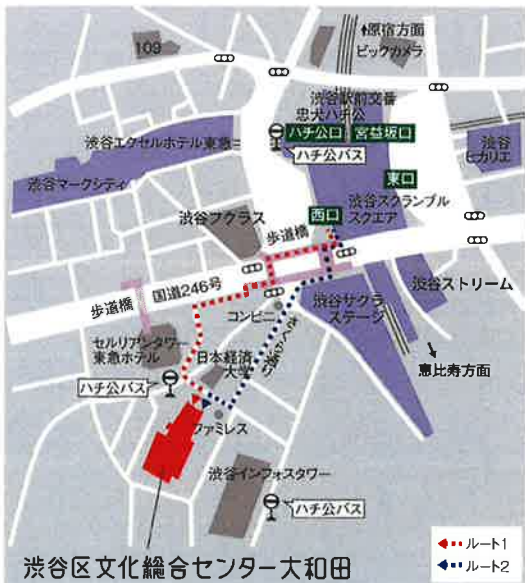 ↑原宿方面
ビックカメラ
109
渋谷駅前交番
忠犬ハチ公
ハチ公口
宮益坂口
ハチ公バス
渋谷エクセルホテル東急
渋谷マークシティ
渋谷
ヒカリエ
東口
渋谷スクランブル
スクエア
西口
渋谷フクラス
歩道橋
国道246号
歩道橋
渋谷ストリーム
渋谷サクラ
ステージ
コンビニ
セルリアンタワー
東急ホテル
日本経済
大学
恵比寿方面
ハチ公バス
ファミレス
渋谷インフォスタワー
ハチ公バス
ルート1
ルート2
渋谷区文化総合センター大和田